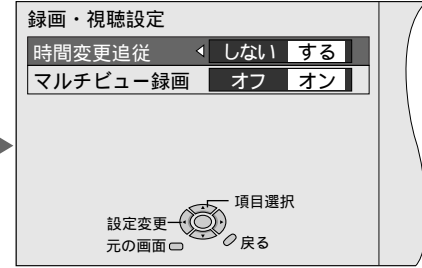 録画・視聴設定
時間変更追従 しない する
マルチビュー録画 オフ オン
項目選択
設定変更
元の画面 戻る